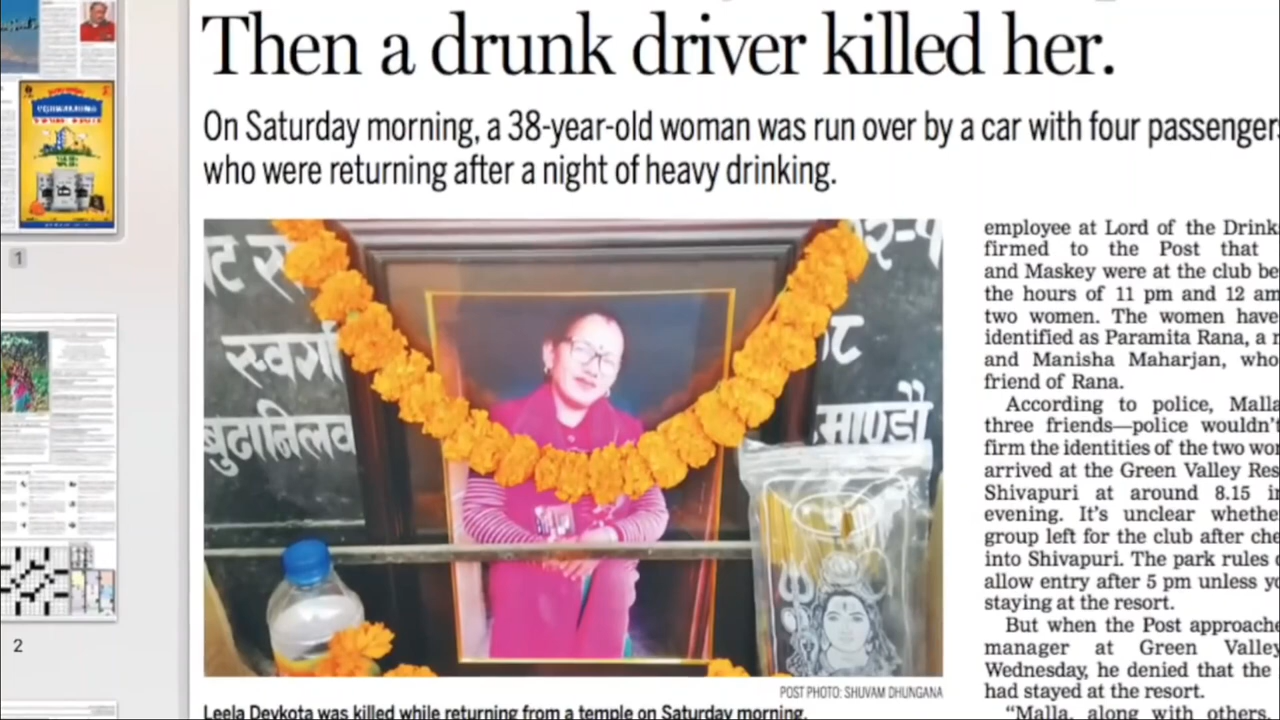 Then a drunk driver killed her.
On Saturday morning, a 38-year-old woman was run over by a car with four passenger
who were returning after a night of heavy drinking.
स्वर्गी
बुढानिलव
माण्डौ
POST PHOTO: SHUVAM DHUNGANA
Leela Devkota was killed while returning from a temple on Saturday morning.
employee at Lord of the Drink
firmed to the Post that
and Maskey were at the club be
the hours of 11 pm and 12 am
two women. The women have
identified as Paramita Rana, a
and Manisha Maharjan, who
friend of Rana.
According to police, Malla
three friends—police wouldn't
firm the identities of the two wo
arrived at the Green Valley Res
Shivapuri at around 8.15 in
evening. It's unclear whethe
group left for the club after che
into Shivapuri. The park rules
allow entry after 5 pm unless yo
staying at the resort.
But when the Post approache
manager at Green Valley
Wednesday, he denied that the
had stayed at the resort.
"Malla, along with others
1
2